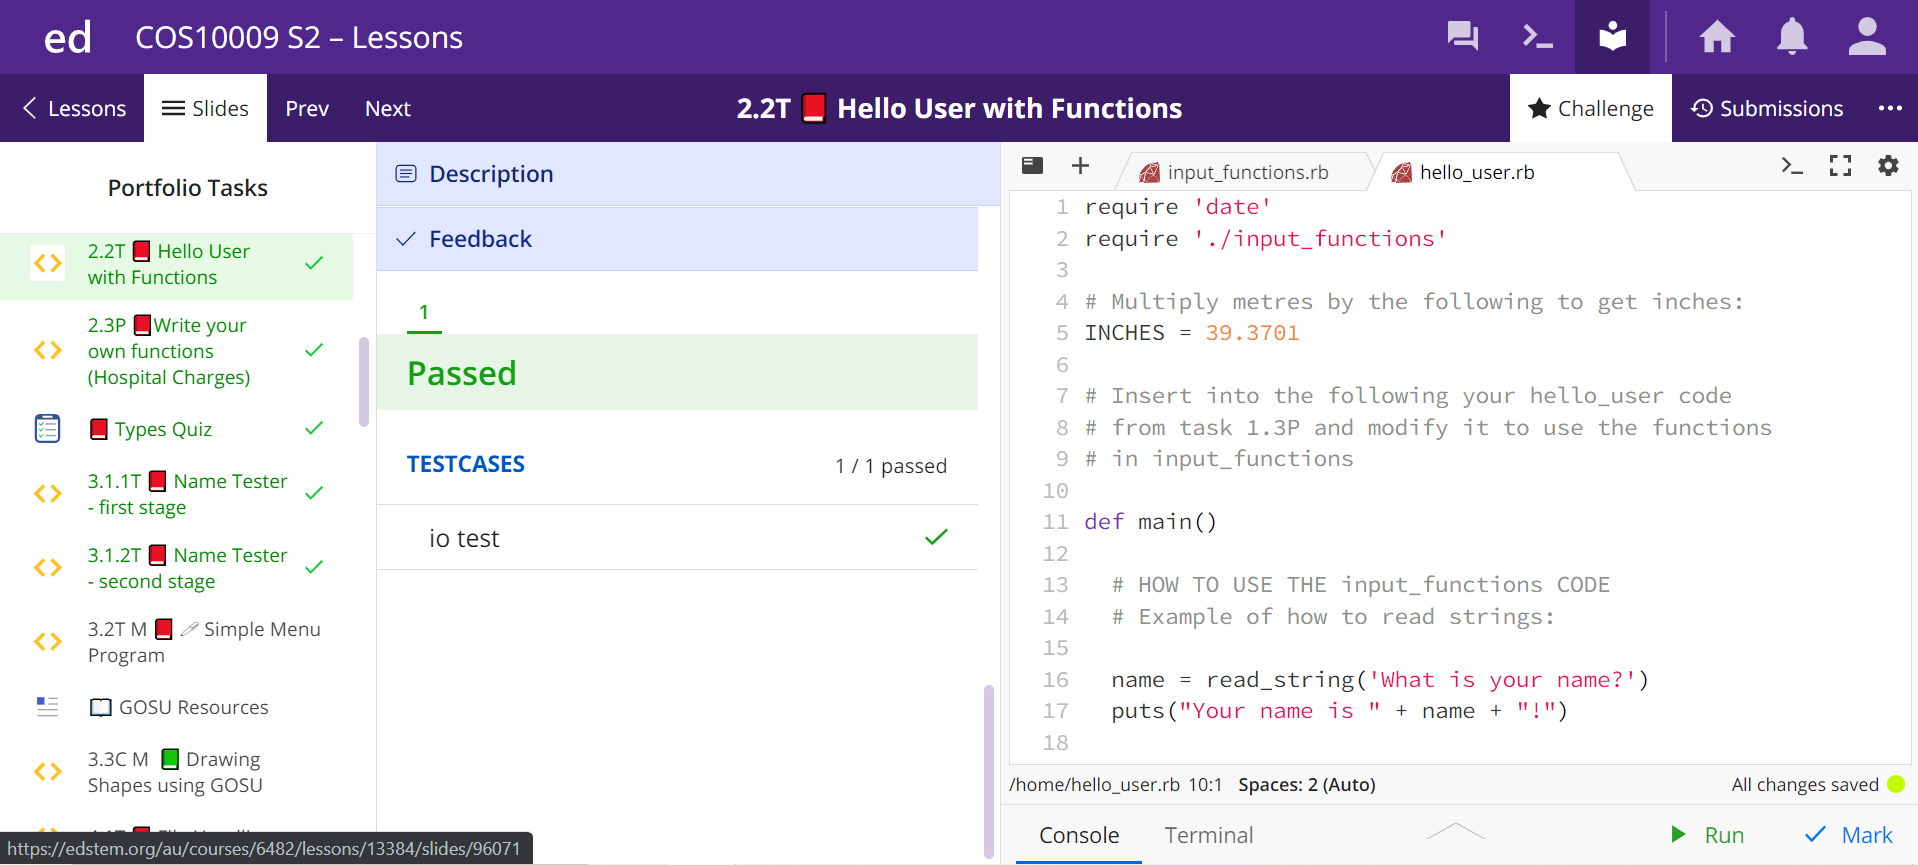 ed COS10009 S2 – Lessons
Lessons Slides Prev Next 2.2T Hello User with Functions Challenge Submissions
Portfolio Tasks
2.2T Hello User
with Functions
2.3P Write your
own functions
(Hospital Charges)
Types Quiz
3.1.1T Name Tester
- first stage
3.1.2T Name Tester
- second stage
3.2T M Simple Menu
Program
GOSU Resources
3.3C M Drawing
Shapes using GOSU
https://edstem.org/au/courses/6482/lessons/13384/slides/96071
Description
Feedback
1
Passed
TESTCASES 1 / 1 passed
io test
input_functions.rb hello_user.rb
1 require 'date'
2 require './input_functions'
3
4 # Multiply metres by the following to get inches:
5 INCHES = 39.3701
6
7 # Insert into the following your hello_user code
8 # from task 1.3P and modify it to use the functions
9 # in input_functions
10
11 def main()
12
13 # HOW TO USE THE input_functions CODE
14 # Example of how to read strings:
15
16 name = read_string('What is your name?')
17 puts("Your name is " + name + "!")
18
/home/hello_user.rb 10:1 Spaces: 2 (Auto) All changes saved
Console Terminal Run Mark